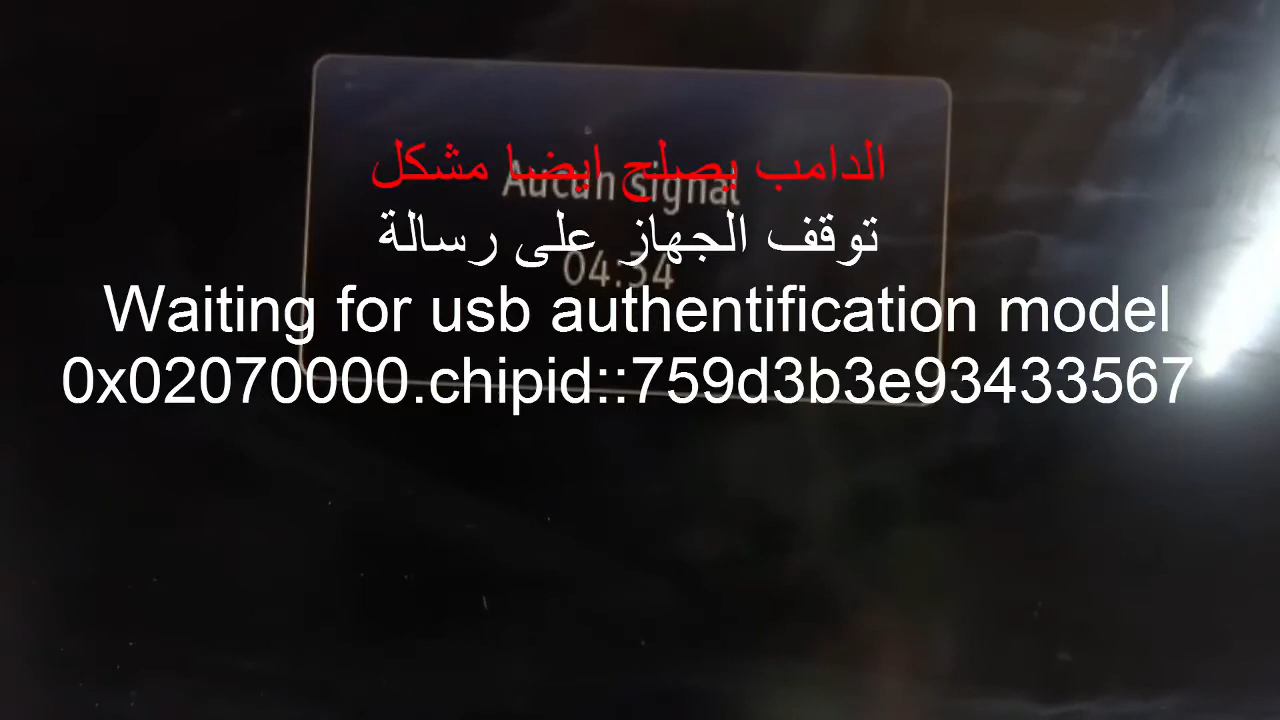 الدامب يصلح ايضا مشكل
Aucun signal
توقف الجهاز على رسالة
04:34
Waiting for usb authentification model
0x02070000.chipid::759d3b3e93433567